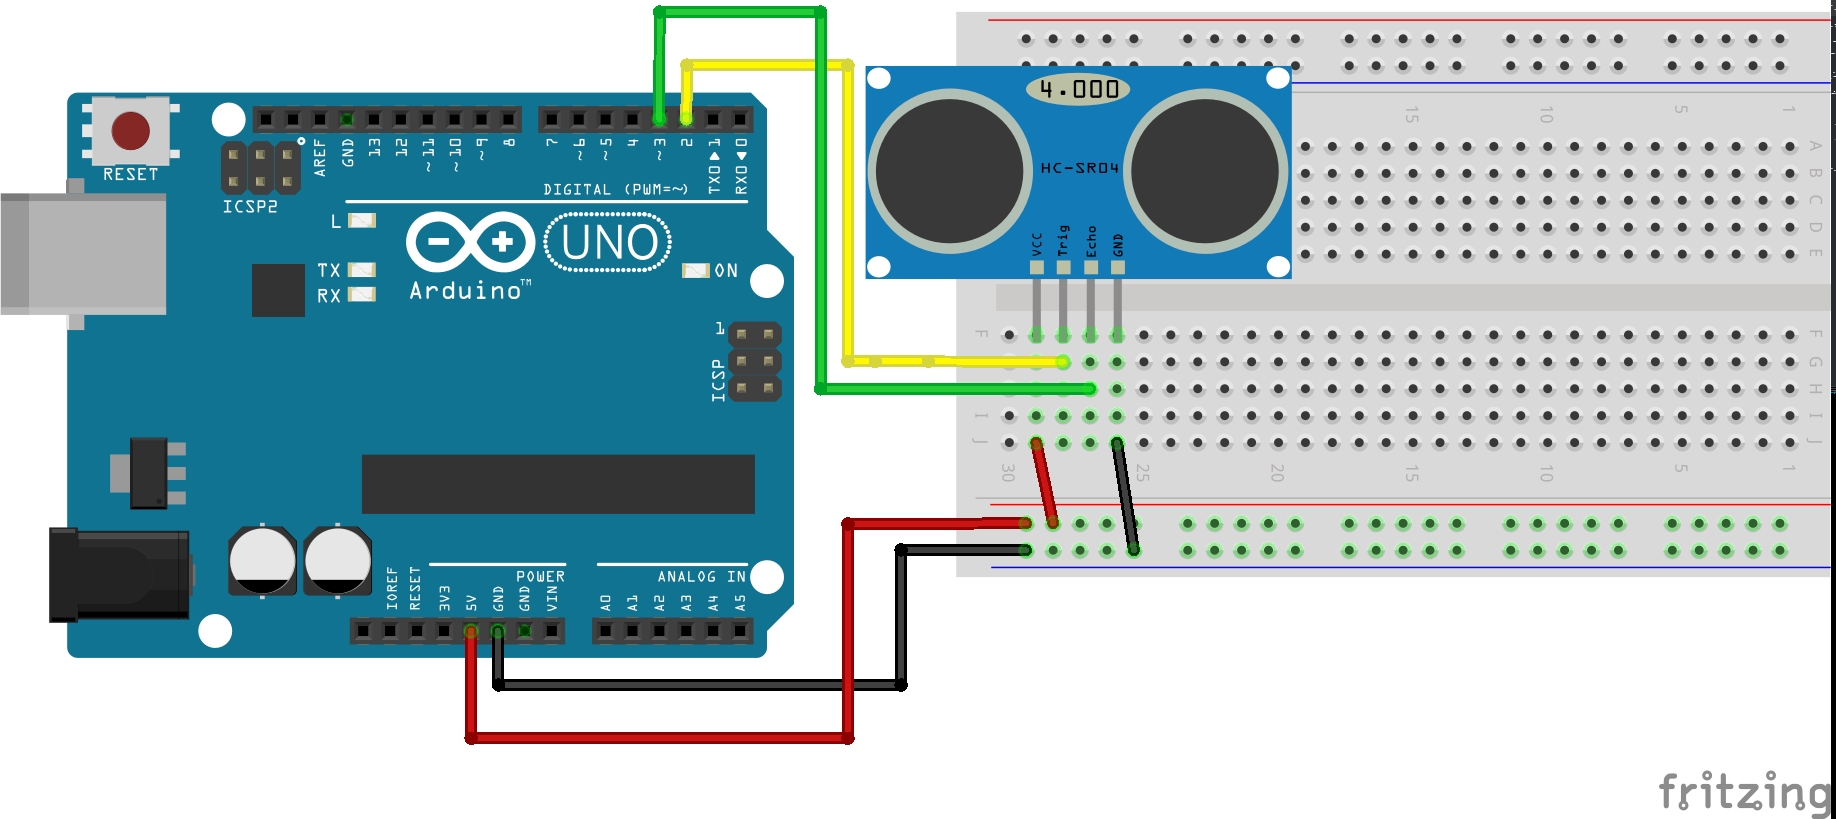 4.000
HC-SR04
VCC
Trig
Echo
GND
RESET
ICSP2
AREF
GND
13
12
~11
~10
~9
8
7
~6
~5
4
~3
2
TX0▶1
RX0◀0
DIGITAL (PWM=~)
L
TX
RX
UNO
Arduino™
ON
1
ICSP
IOREF
RESET
3V3
5V
GND
GND
VIN
POWER
ANALOG IN
A0
A1
A2
A3
A4
A5
15
10
5
1
A
B
C
D
E
F
G
H
I
J
F
I
J
30
25
20
15
10
5
1
fritzing